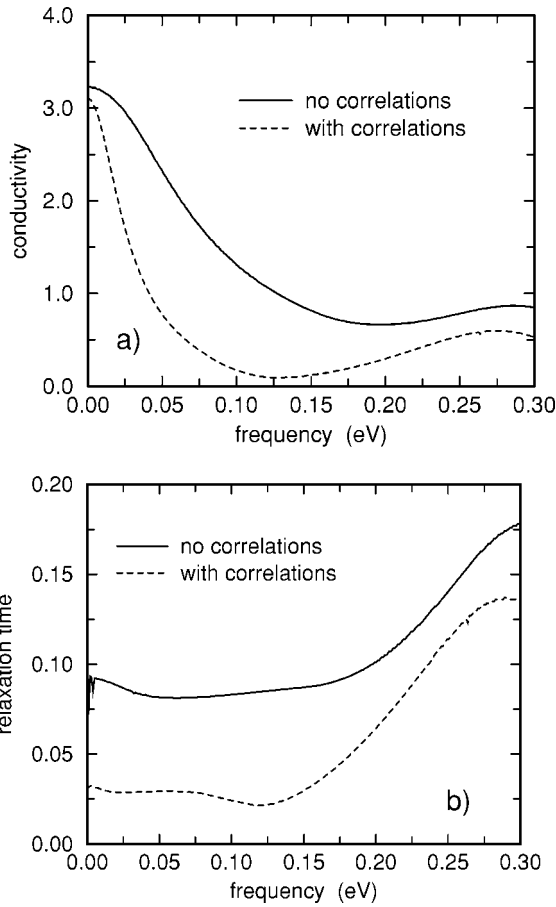 4.0
3.0
2.0
1.0
0.0
conductivity
no correlations
with correlations
a)
0.00 0.05 0.10 0.15 0.20 0.25 0.30
frequency (eV)
0.20
0.15
0.10
0.05
0.00
relaxation time
no correlations
with correlations
b)
0.00 0.05 0.10 0.15 0.20 0.25 0.30
frequency (eV)